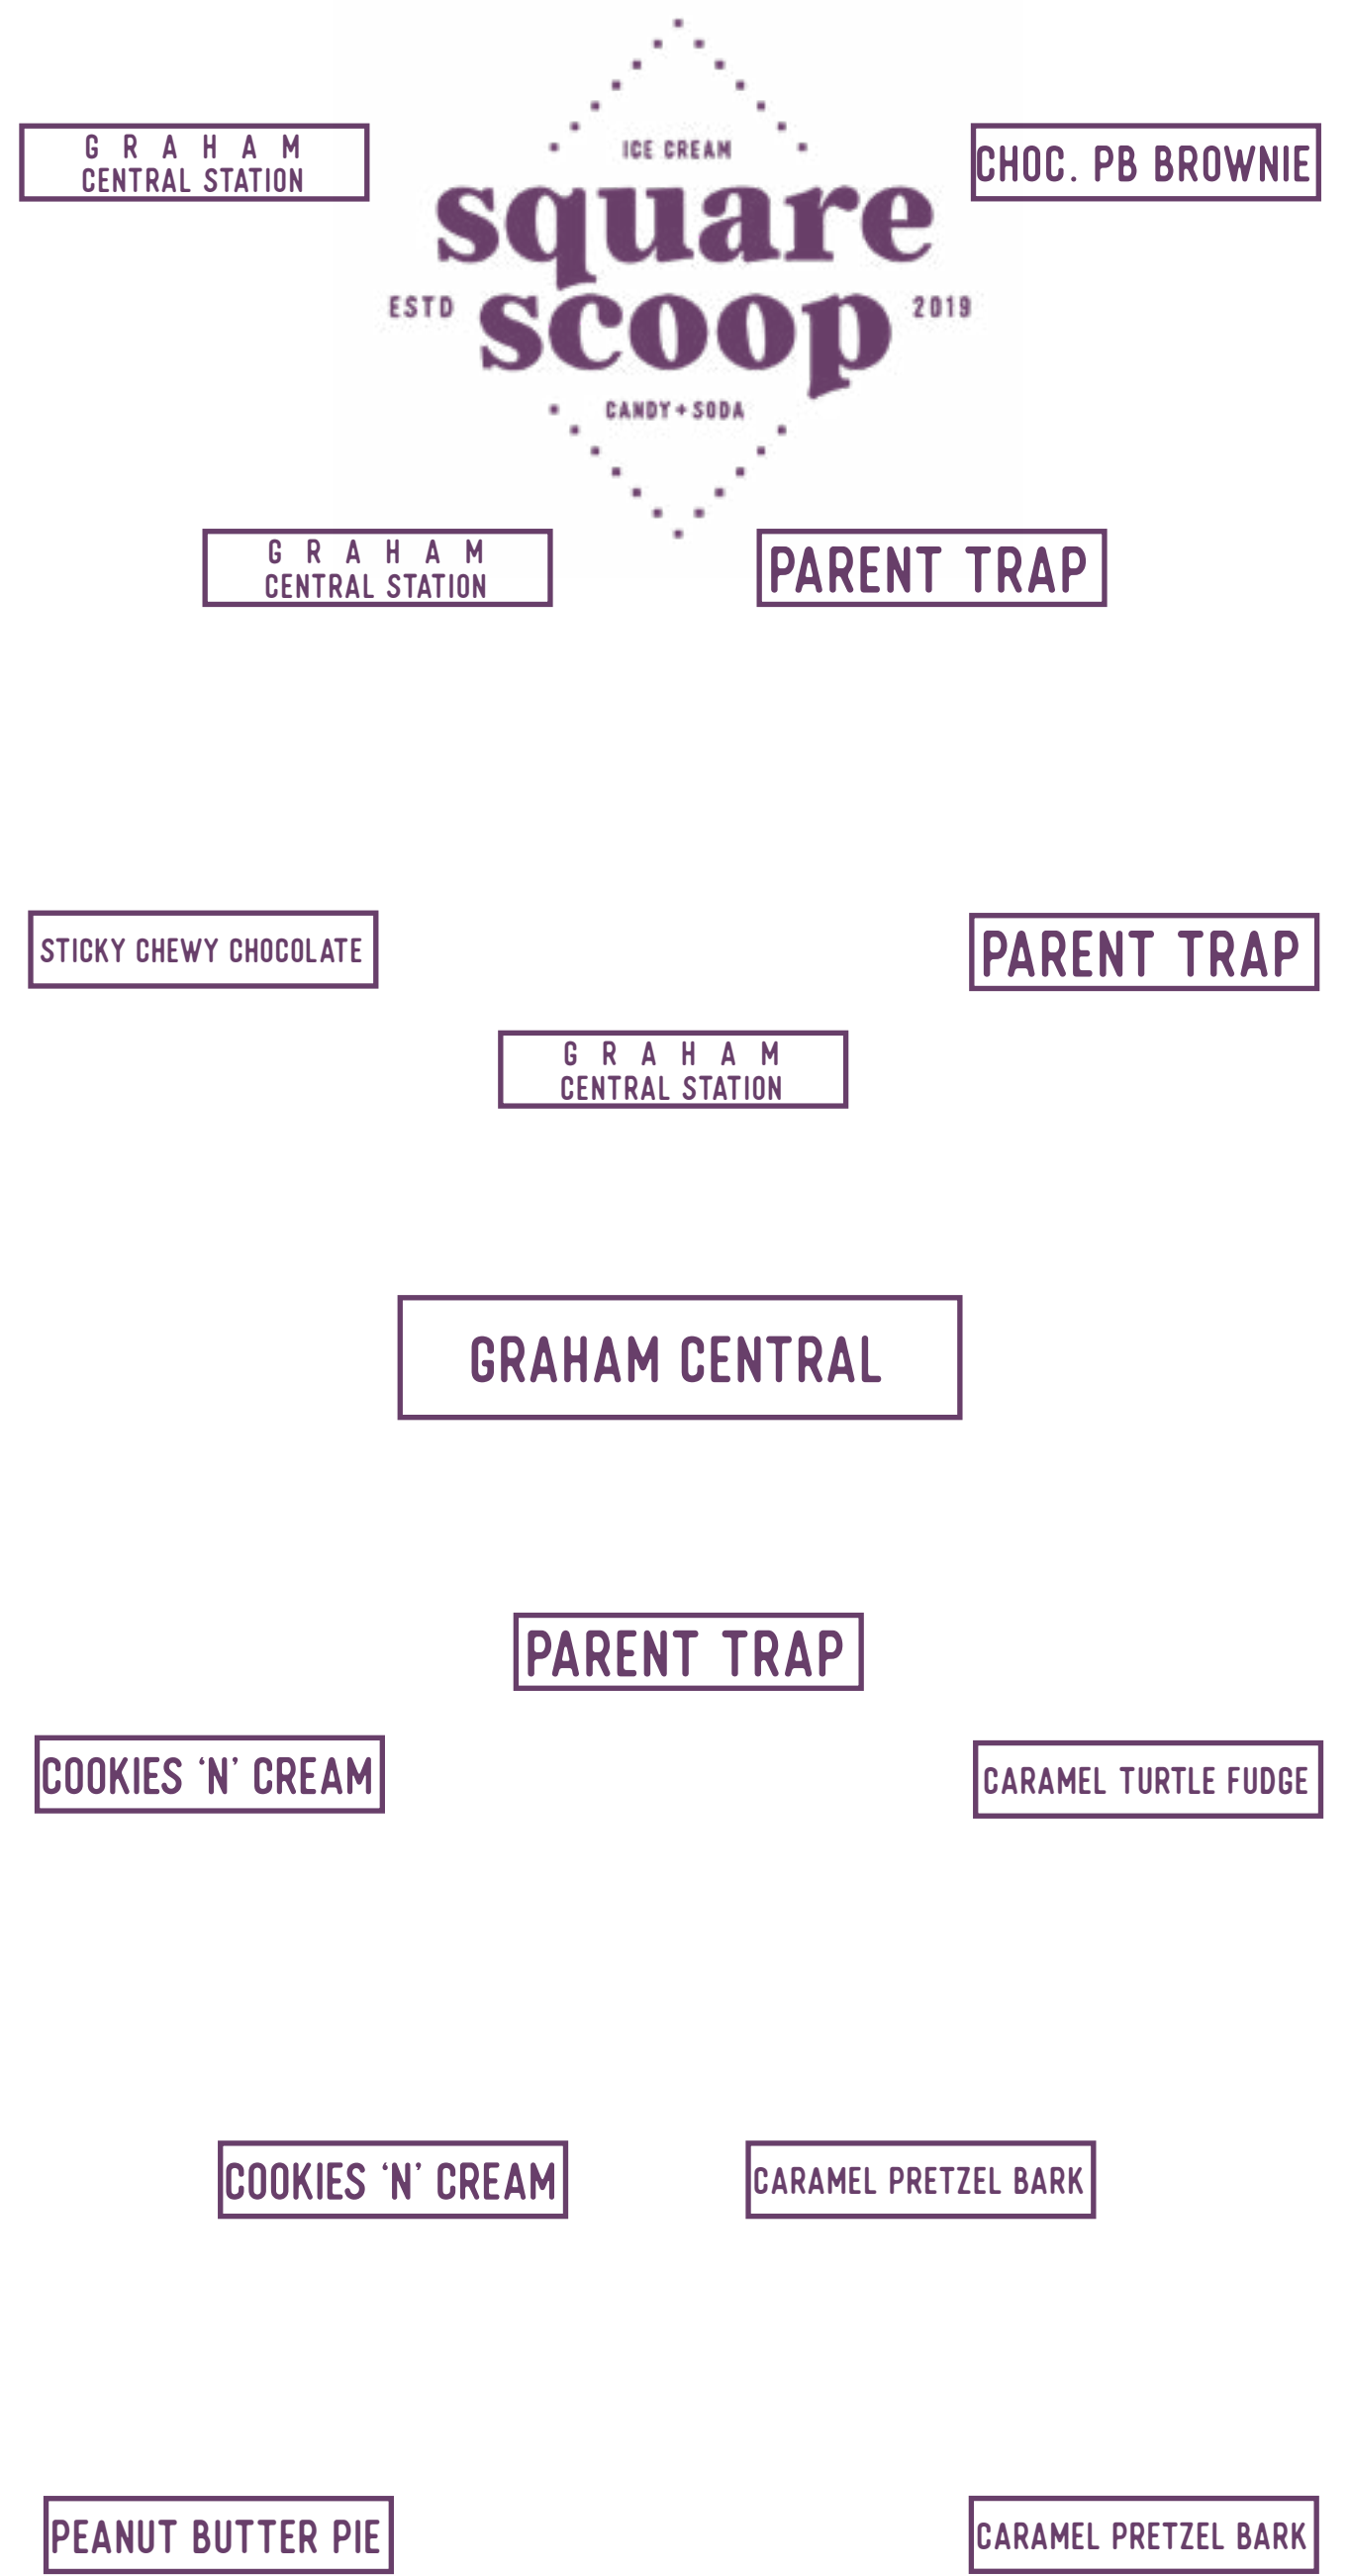 ICE CREAM
G R A H A M
CENTRAL STATION
CHOC. PB BROWNIE
square
ESTD scoop 2019
CANDY + SODA
G R A H A M
CENTRAL STATION
PARENT TRAP
STICKY CHEWY CHOCOLATE
PARENT TRAP
G R A H A M
CENTRAL STATION
GRAHAM CENTRAL
PARENT TRAP
COOKIES ‘N’ CREAM
CARAMEL TURTLE FUDGE
COOKIES ‘N’ CREAM
CARAMEL PRETZEL BARK
PEANUT BUTTER PIE
CARAMEL PRETZEL BARK